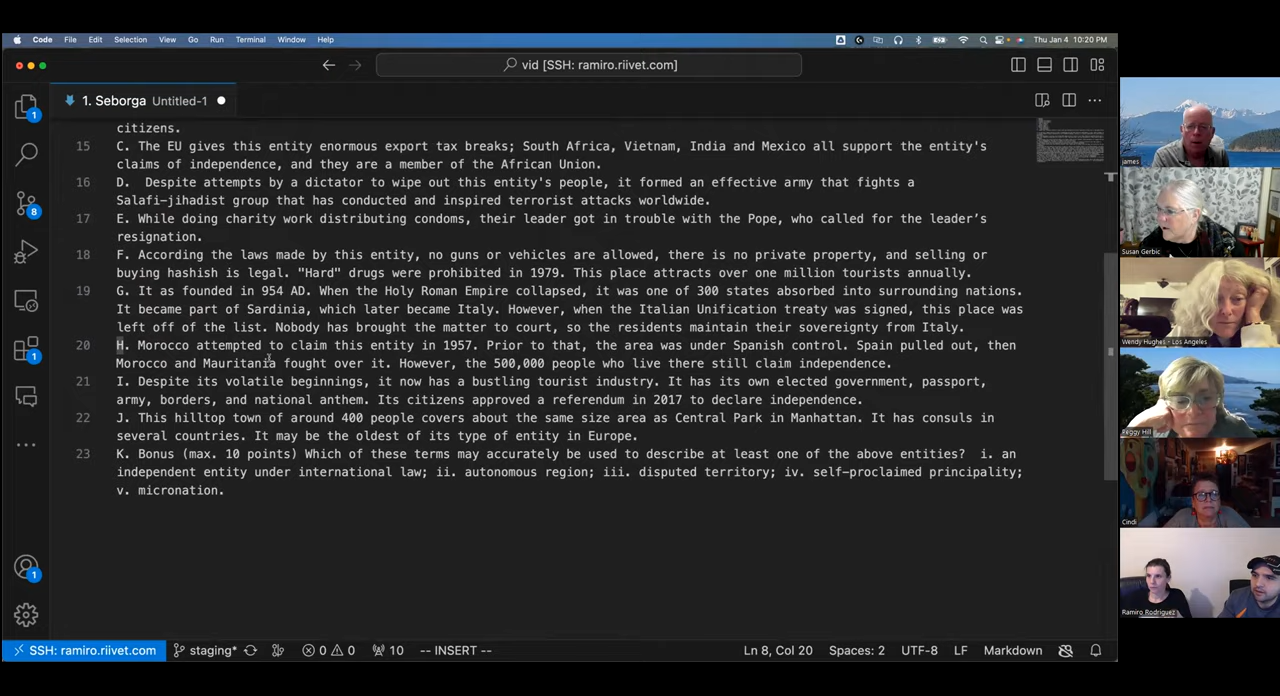 Code File Edit Selection View Go Run Terminal Window Help Thu Jan 4 10:20 PM
vid [SSH: ramiro.riivet.com]
1. Seborga Untitled-1
citizens.
15 C. The EU gives this entity enormous export tax breaks; South Africa, Vietnam, India and Mexico all support the entity's
claims of independence, and they are a member of the African Union.
16 D. Despite attempts by a dictator to wipe out this entity's people, it formed an effective army that fights a
Salafi-jihadist group that has conducted and inspired terrorist attacks worldwide.
17 E. While doing charity work distributing condoms, their leader got in trouble with the Pope, who called for the leader’s
resignation.
18 F. According the laws made by this entity, no guns or vehicles are allowed, there is no private property, and selling or
buying hashish is legal. "Hard" drugs were prohibited in 1979. This place attracts over one million tourists annually.
19 G. It as founded in 954 AD. When the Holy Roman Empire collapsed, it was one of 300 states absorbed into surrounding nations.
It became part of Sardinia, which later became Italy. However, when the Italian Unification treaty was signed, this place was
left off of the list. Nobody has brought the matter to court, so the residents maintain their sovereignty from Italy.
20 H. Morocco attempted to claim this entity in 1957. Prior to that, the area was under Spanish control. Spain pulled out, then
Morocco and Mauritania fought over it. However, the 500,000 people who live there still claim independence.
21 I. Despite its volatile beginnings, it now has a bustling tourist industry. It has its own elected government, passport,
army, borders, and national anthem. Its citizens approved a referendum in 2017 to declare independence.
22 J. This hilltop town of around 400 people covers about the same size area as Central Park in Manhattan. It has consuls in
several countries. It may be the oldest of its type of entity in Europe.
23 K. Bonus (max. 10 points) Which of these terms may accurately be used to describe at least one of the above entities? i. an
independent entity under international law; ii. autonomous region; iii. disputed territory; iv. self-proclaimed principality;
v. micronation.
1
8
1
1
SSH: ramiro.riivet.com staging* 0 0 10 -- INSERT -- Ln 8, Col 20 Spaces: 2 UTF-8 LF Markdown
james
Susan Gerbic
Wendy Hughes - Los Angeles
Peggy Hill
Cindi
Ramiro Rodriguez